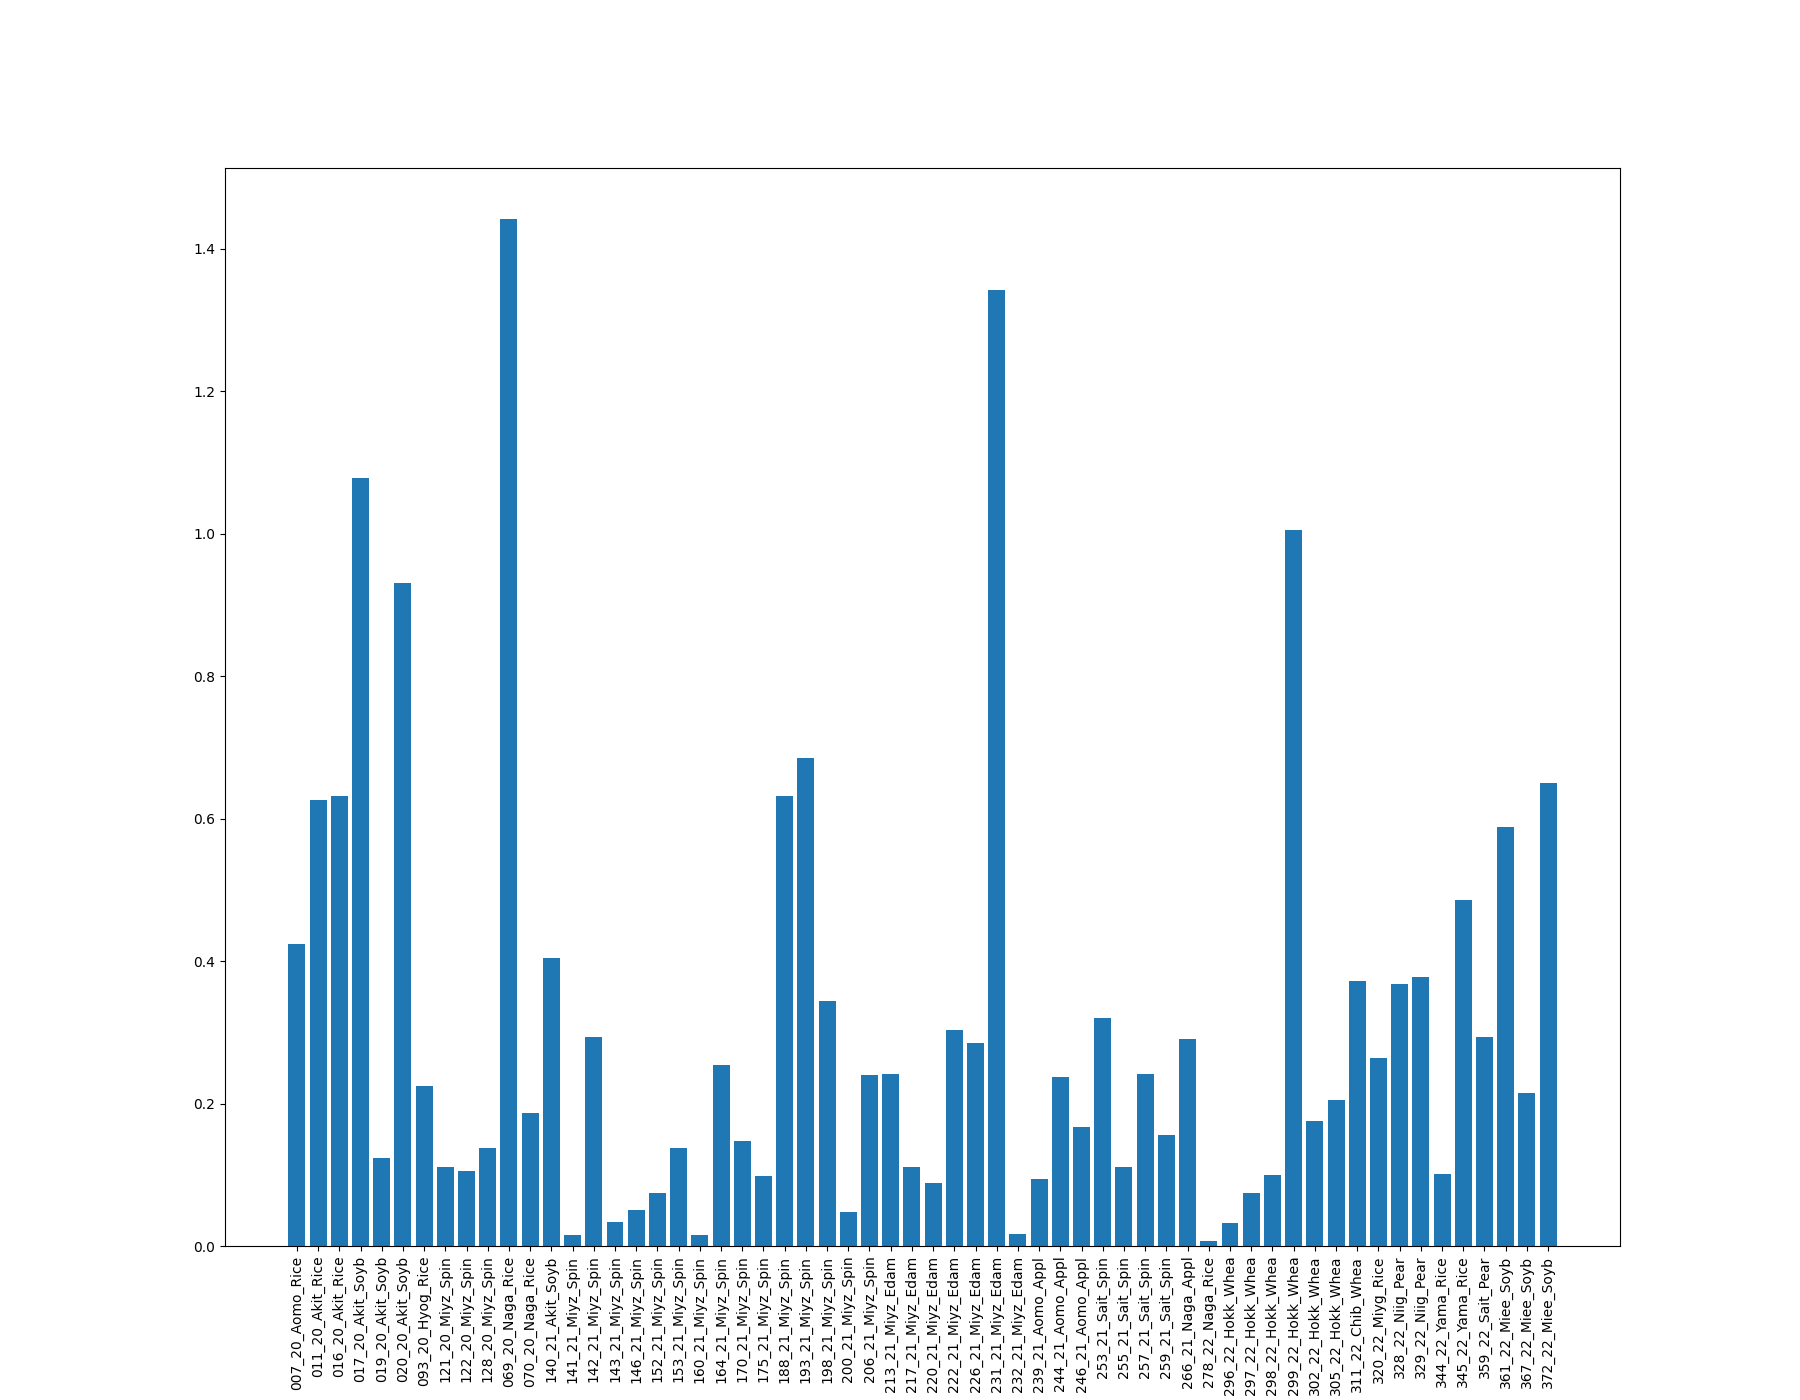 1.4
1.2
1.0
0.8
0.6
0.4
0.2
0.0
007_20_Aomo_Rice
011_20_Akit_Rice
016_20_Akit_Rice
017_20_Akit_Soyb
019_20_Akit_Soyb
020_20_Akit_Soyb
093_20_Hyog_Rice
121_20_Miyz_Spin
122_20_Miyz_Spin
128_20_Miyz_Spin
069_20_Naga_Rice
070_20_Naga_Rice
140_21_Akit_Soyb
141_21_Miyz_Spin
142_21_Miyz_Spin
143_21_Miyz_Spin
146_21_Miyz_Spin
152_21_Miyz_Spin
153_21_Miyz_Spin
160_21_Miyz_Spin
164_21_Miyz_Spin
170_21_Miyz_Spin
175_21_Miyz_Spin
188_21_Miyz_Spin
193_21_Miyz_Spin
198_21_Miyz_Spin
200_21_Miyz_Spin
206_21_Miyz_Spin
213_21_Miyz_Edam
217_21_Miyz_Edam
220_21_Miyz_Edam
222_21_Miyz_Edam
226_21_Miyz_Edam
231_21_Miyz_Edam
232_21_Miyz_Edam
239_21_Aomo_Appl
244_21_Aomo_Appl
246_21_Aomo_Appl
253_21_Sait_Spin
255_21_Sait_Spin
257_21_Sait_Spin
259_21_Sait_Spin
266_21_Naga_Appl
278_22_Naga_Rice
296_22_Hokk_Whea
297_22_Hokk_Whea
298_22_Hokk_Whea
299_22_Hokk_Whea
302_22_Hokk_Whea
305_22_Hokk_Whea
311_22_Chib_Whea
320_22_Miyg_Rice
328_22_Niig_Pear
329_22_Niig_Pear
344_22_Yama_Rice
345_22_Yama_Rice
359_22_Sait_Pear
361_22_Miee_Soyb
367_22_Miee_Soyb
372_22_Miee_Soyb